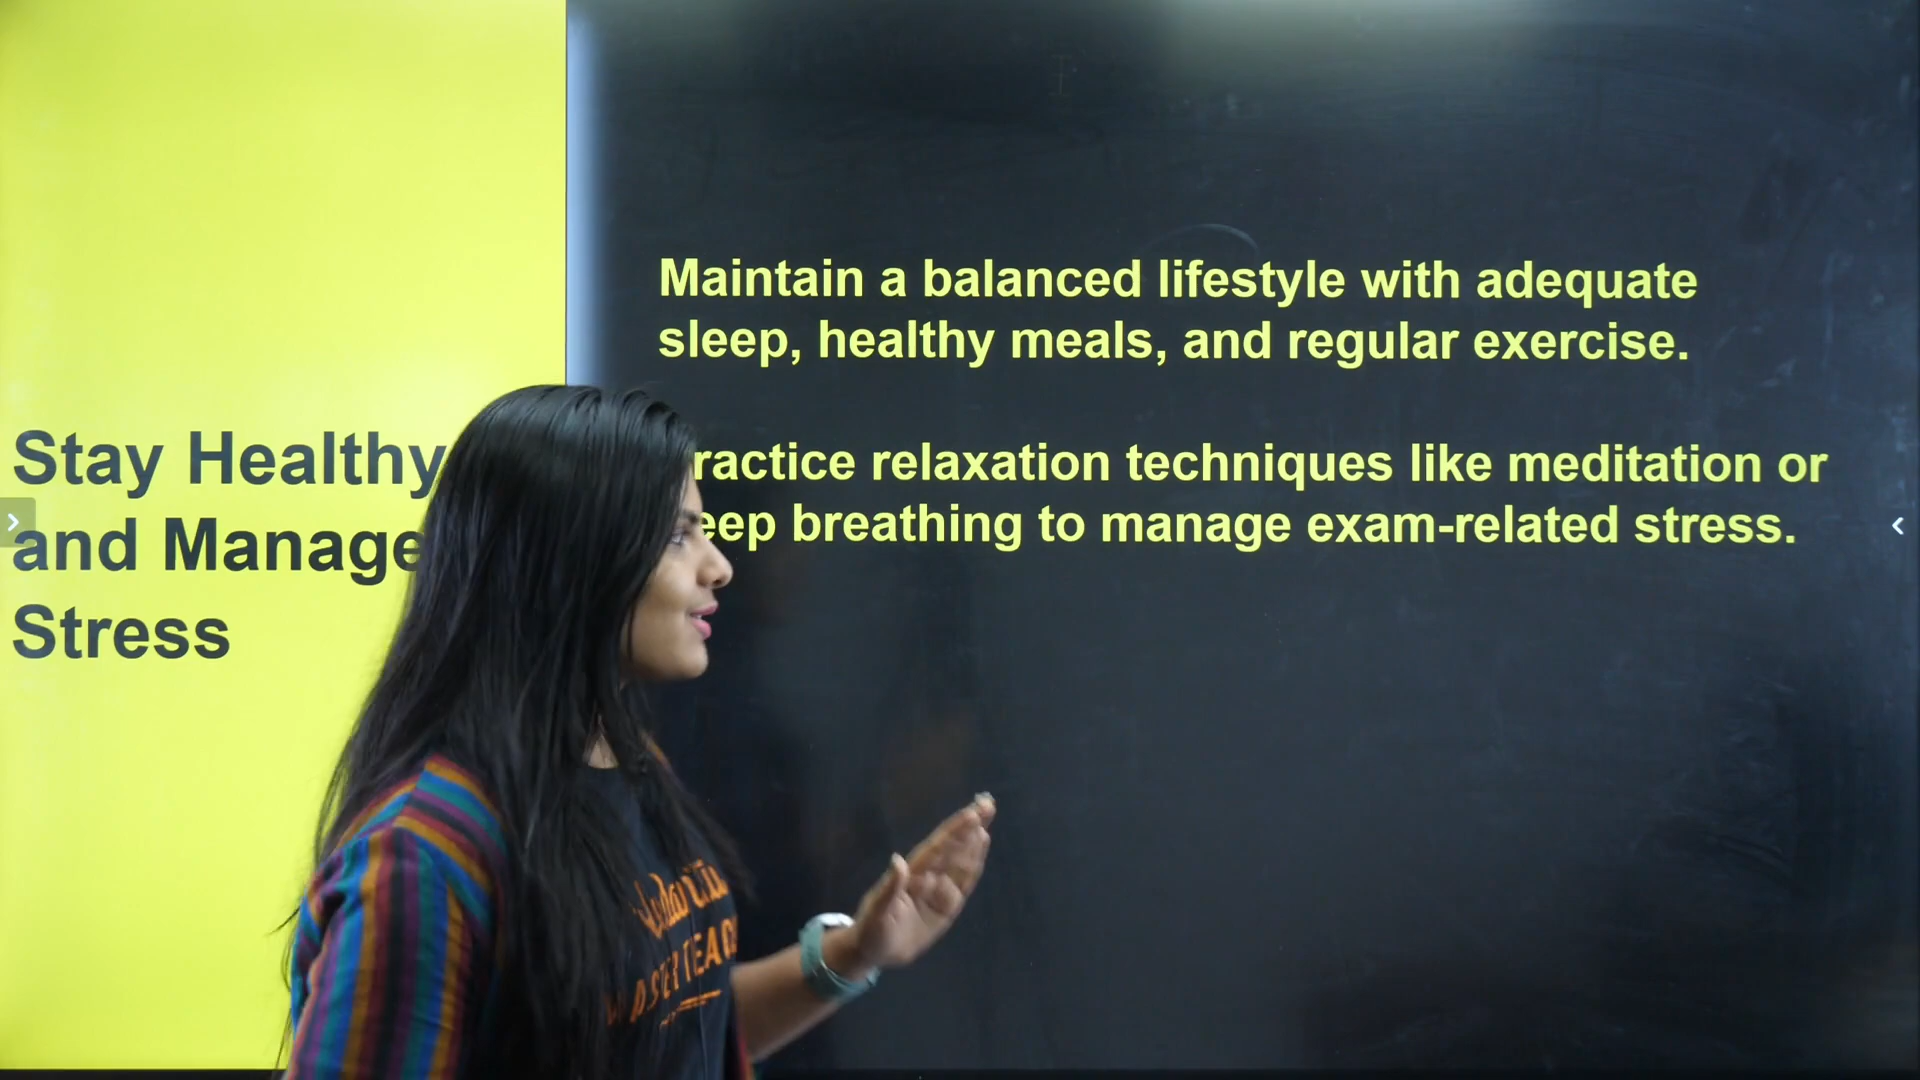 Stay Healthy
and Manage
Stress
Maintain a balanced lifestyle with adequate
sleep, healthy meals, and regular exercise.
ractice relaxation techniques like meditation or
eep breathing to manage exam-related stress.